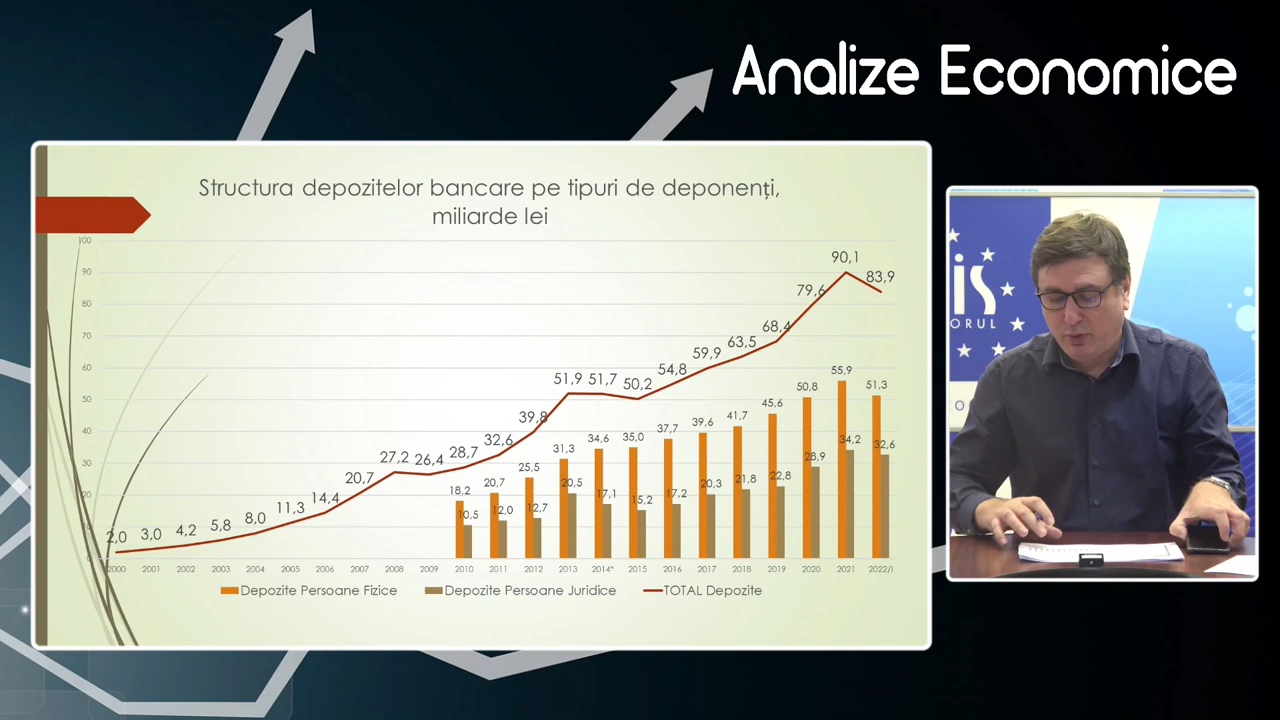 Analize Economice
Structura depozitelor bancare pe tipuri de deponenți,
miliarde lei
100
90
80
70
60
50
40
30
20
2,0 3,0 4,2 5,8 8,0 11,3 14,4 20,7 27,2 26,4 28,7 32,6 39,8 51,9 51,7 50,2 54,8 59,9 63,5 68,4 79,6 90,1 83,9
18,2 20,7 25,5 31,3 34,6 35,0 37,7 39,6 41,7 45,6 50,8 55,9 51,3
10,5 12,0 12,7 20,5 17,1 15,2 17,2 20,3 21,8 22,8 28,9 34,2 32,6
2000 2001 2002 2003 2004 2005 2006 2007 2008 2009 2010 2011 2012 2013 2014* 2015 2016 2017 2018 2019 2020 2021 2022/I
Depozite Persoane Fizice Depozite Persoane Juridice TOTAL Depozite
is
ORUL